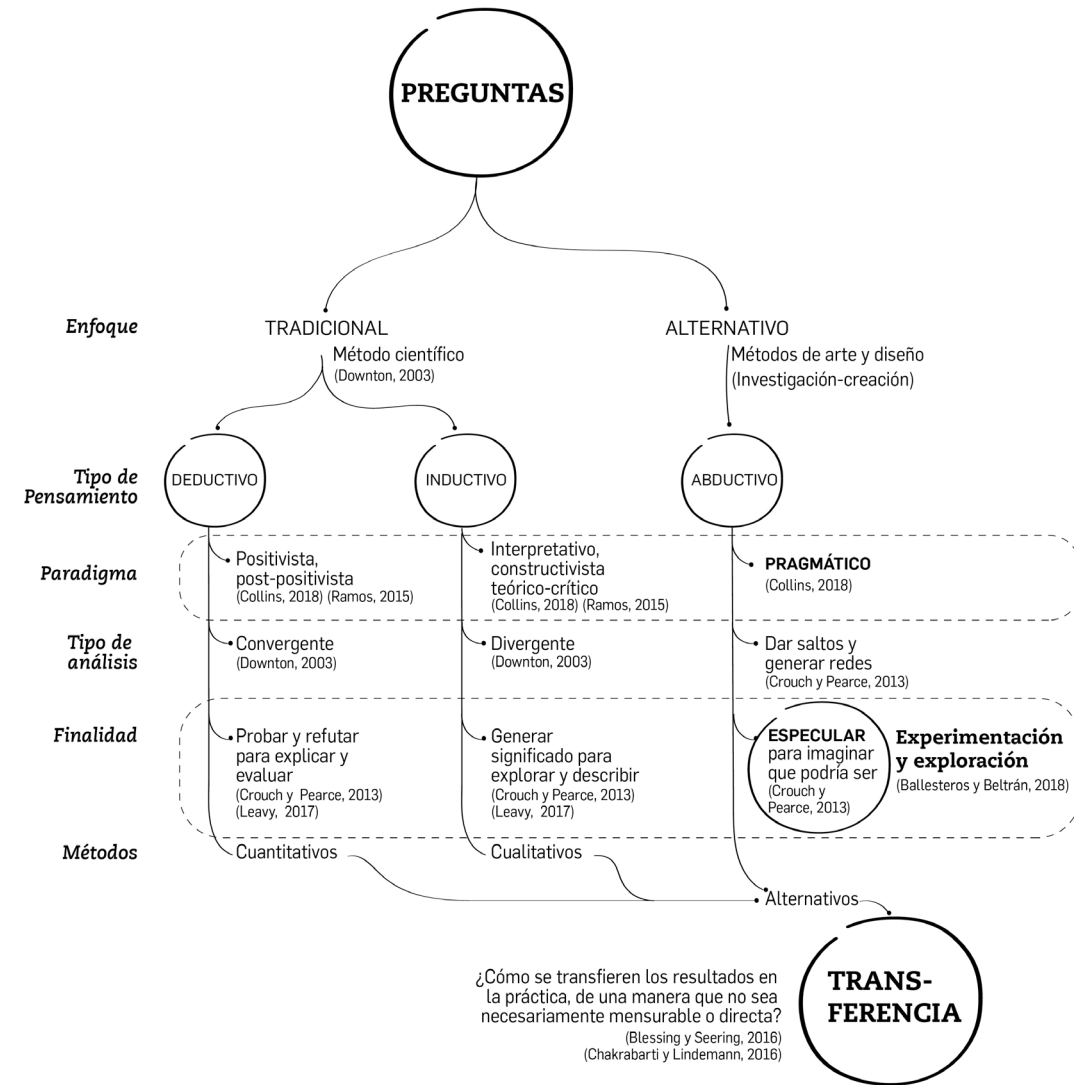 PREGUNTAS
Enfoque
TRADICIONAL
Método científico
(Downton, 2003)
ALTERNATIVO
Métodos de arte y diseño
(Investigación-creación)
Tipo de
Pensamiento
DEDUCTIVO
INDUCTIVO
ABDUCTIVO
Paradigma
Positivista,
post-positivista
(Collins, 2018) (Ramos, 2015)
Interpretativo,
constructivista
teórico-crítico
(Collins, 2018) (Ramos, 2015)
PRAGMÁTICO
(Collins, 2018)
Tipo de
análisis
Convergente
(Downton, 2003)
Divergente
(Downton, 2003)
Dar saltos y
generar redes
(Crouch y Pearce, 2013)
Finalidad
Probar y refutar
para explicar y
evaluar
(Crouch y Pearce, 2013)
(Leavy, 2017)
Generar
significado para
explorar y describir
(Crouch y Pearce, 2013)
(Leavy, 2017)
ESPECULAR
para imaginar
que podría ser
(Crouch y
Pearce, 2013)
Experimentación
y exploración
(Ballesteros y Beltrán, 2018)
Métodos
Cuantitativos
Cualitativos
Alternativos
¿Cómo se transfieren los resultados en
la práctica, de una manera que no sea
necesariamente mensurable o directa?
(Blessing y Seering, 2016)
(Chakrabarti y Lindemann, 2016)
TRANS-
FERENCIA